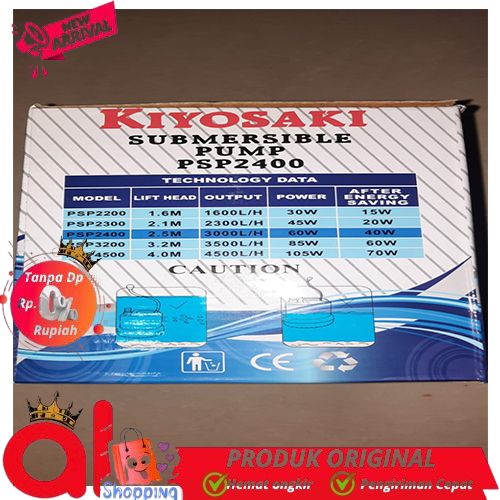 NEW
ARRIVAL
KIYOSAKI
SUBMERSIBLE
PUMP
PSP2400
TECHNOLOGY DATA
MODEL LIFT HEAD OUTPUT POWER AFTER ENERGY SAVING
PSP2200 1.6M 1600L/H 30W 15W
PSP2300 2.1M 2300L/H 45W 20W
PSP2400 2.5M 3000L/H 60W 40W
PSP3200 3.2M 3500L/H 85W 60W
4500 4.0M 4500L/H 105W 70W
CAUTION
Tanpa Dp
Rp. 0%
Rupiah
CE
al
Shopping
PRODUK ORIGINAL
Hemat ongkir Pengiriman Cepat